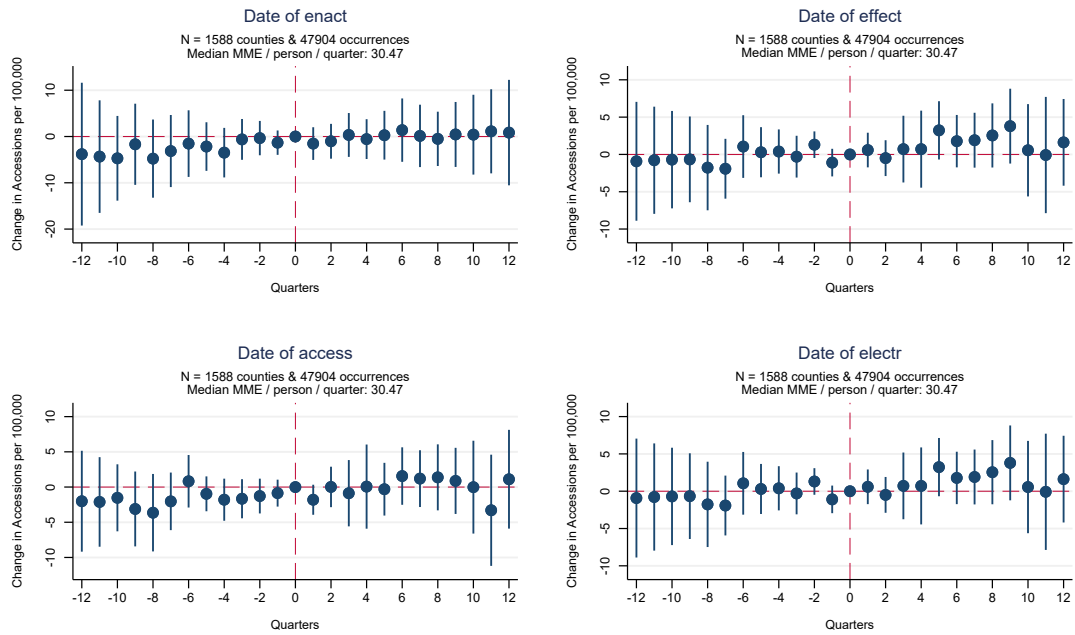 Date of enact
N = 1588 counties & 47904 occurrences
Median MME / person / quarter: 30.47
Change in Accessions per 100,000
10
0
-10
-20
-12 -10 -8 -6 -4 -2 0 2 4 6 8 10 12
Quarters
Date of effect
N = 1588 counties & 47904 occurrences
Median MME / person / quarter: 30.47
Change in Accessions per 100,000
10
5
0
-5
-10
-12 -10 -8 -6 -4 -2 0 2 4 6 8 10 12
Quarters
Date of access
N = 1588 counties & 47904 occurrences
Median MME / person / quarter: 30.47
Change in Accessions per 100,000
10
5
0
-5
-10
-12 -10 -8 -6 -4 -2 0 2 4 6 8 10 12
Quarters
Date of electr
N = 1588 counties & 47904 occurrences
Median MME / person / quarter: 30.47
Change in Accessions per 100,000
10
5
0
-5
-10
-12 -10 -8 -6 -4 -2 0 2 4 6 8 10 12
Quarters